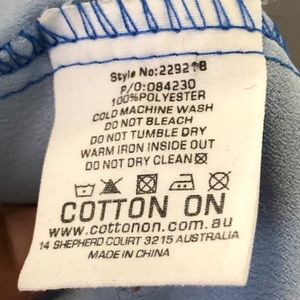 Style No:229218
P/O:084230
100%POLYESTER
COLD MACHINE WASH
DO NOT BLEACH
DO NOT TUMBLE DRY
WARM IRON INSIDE OUT
DO NOT DRY CLEAN
COTTON ON
www.cottonon.com.au
14 SHEPHERD COURT 3215 AUSTRALIA
MADE IN CHINA